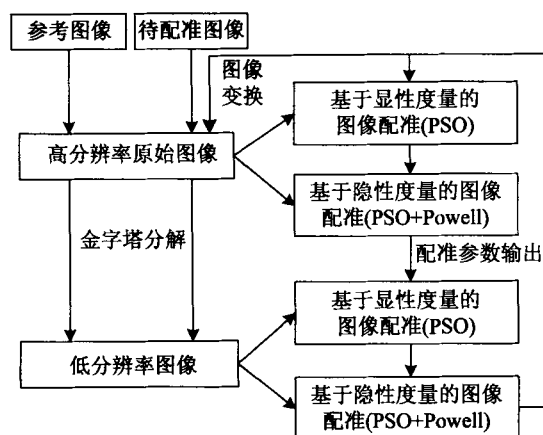 参考图像
待配准图像
图像
变换
基于显性度量的
图像配准(PSO)
高分辨率原始图像
基于隐性度量的图像
配准(PSO+Powell)
金字塔分解
配准参数输出
基于显性度量的
图像配准(PSO)
低分辨率图像
基于隐性度量的图像
配准(PSO+Powell)